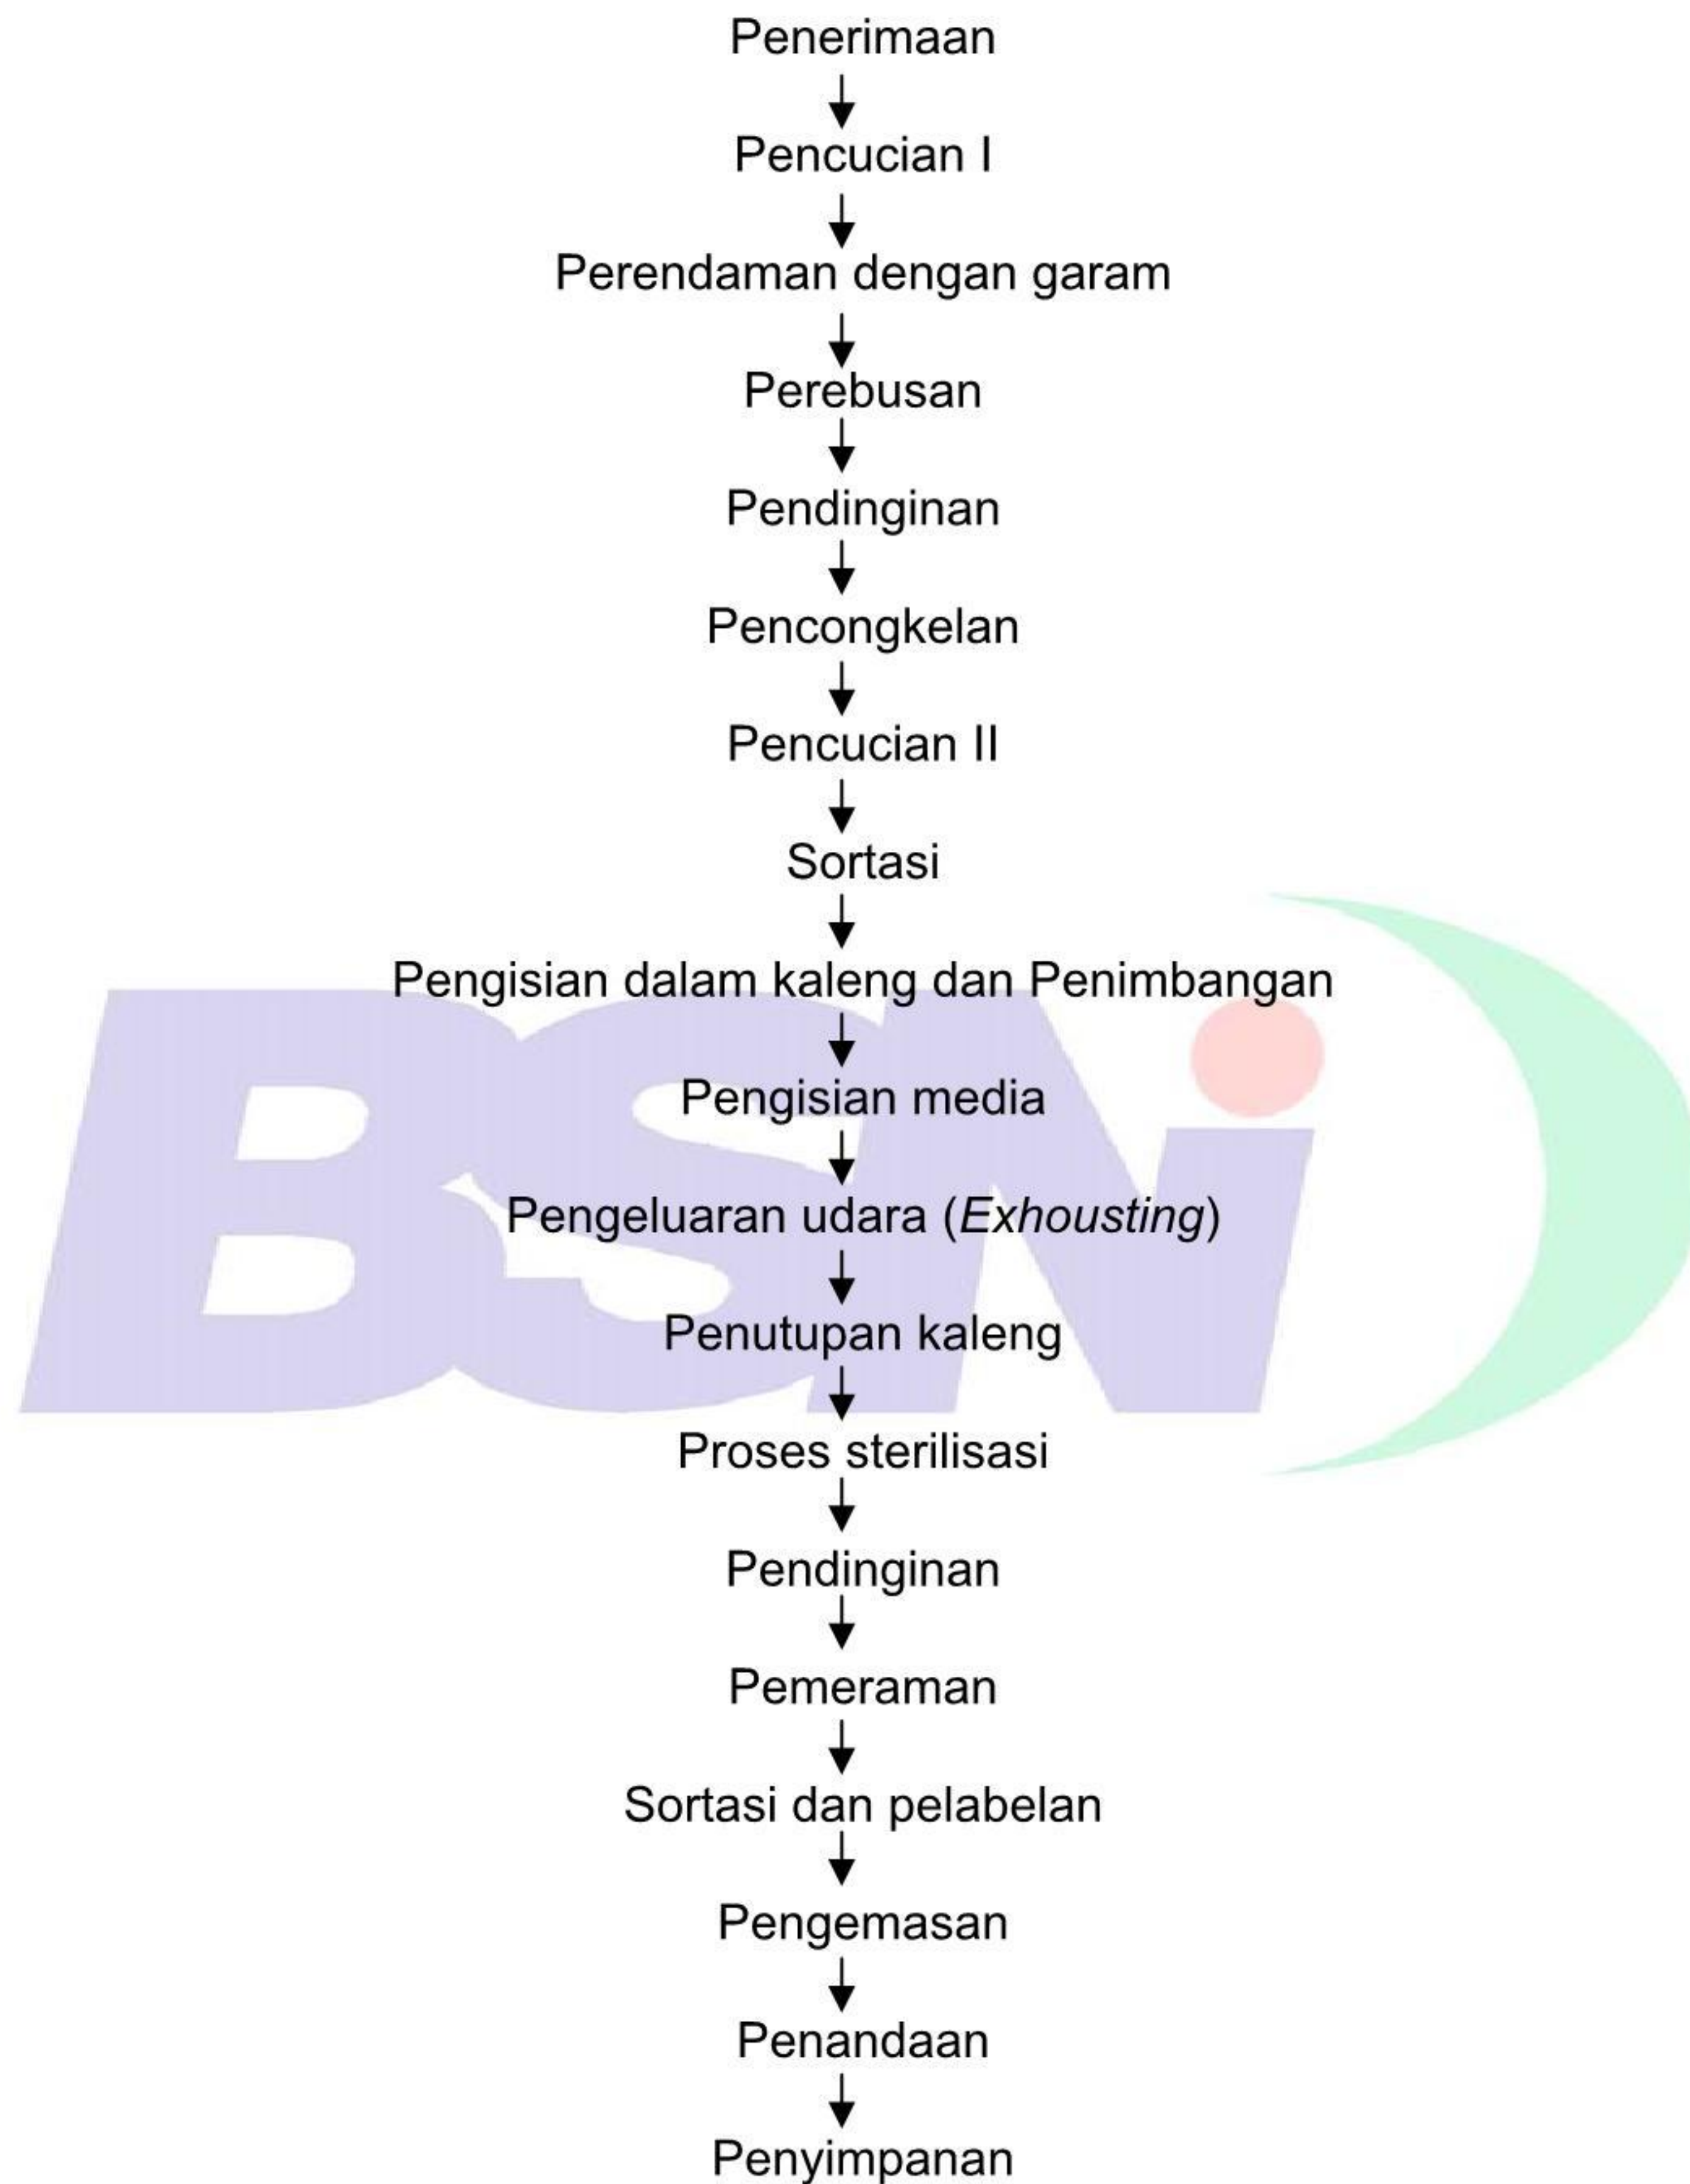 Penerimaan
Pencucian I
Perendaman dengan garam
Perebusan
Pendinginan
Pencongkelan
Pencucian II
Sortasi
Pengisian dalam kaleng dan Penimbangan
Pengisian media
Pengeluaran udara (Exhousting)
Penutupan kaleng
Proses sterilisasi
Pendinginan
Pemeraman
Sortasi dan pelabelan
Pengemasan
Penandaan
Penyimpanan
BSNi